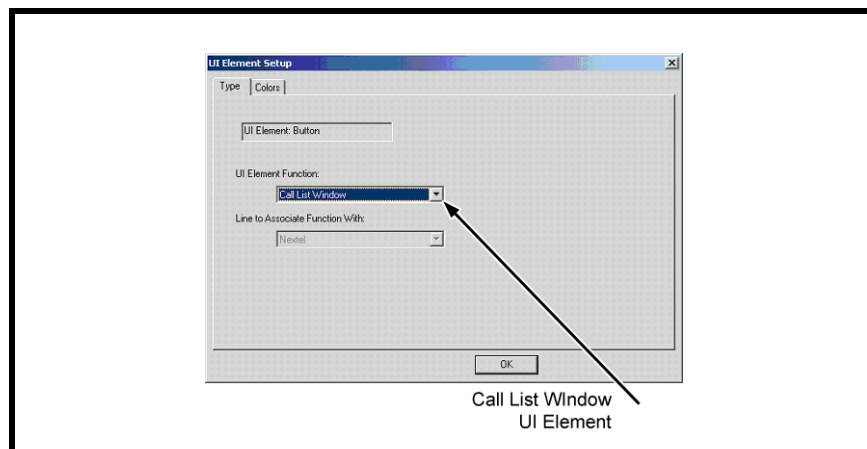 UI Element Setup
Type
Colors
UI Element: Button
UI Element Function:
Call List Window
Line to Associate Function With:
Nextel
OK
Call List WIndow
UI Element